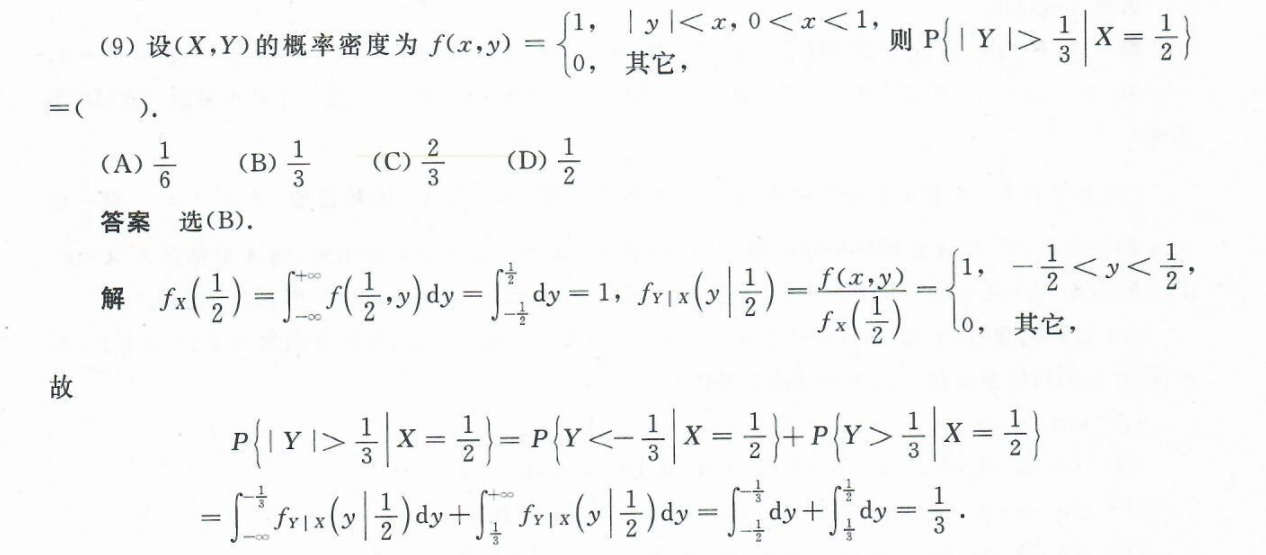 (9) 设(X,Y)的概率密度为 f(x,y) = {1, |y|<x, 0<x<1, 0, 其它, 则 P{|Y|>1/3|X=1/2}
=( ).
(A) 1/6 (B) 1/3 (C) 2/3 (D) 1/2
答案 选(B).
解 f_X(1/2) = ∫_{-∞}^{+∞} f(1/2,y)dy = ∫_{-1/2}^{1/2} dy = 1, f_{Y|X}(y|1/2) = f(x,y)/f_X(1/2) = {1, -1/2<y<1/2, 0, 其它,
故
P{|Y|>1/3|X=1/2} = P{Y<-1/3|X=1/2} + P{Y>1/3|X=1/2}
= ∫_{-∞}^{-1/3} f_{Y|X}(y|1/2)dy + ∫_{1/3}^{+∞} f_{Y|X}(y|1/2)dy = ∫_{-1/2}^{-1/3} dy + ∫_{1/3}^{1/2} dy = 1/3.